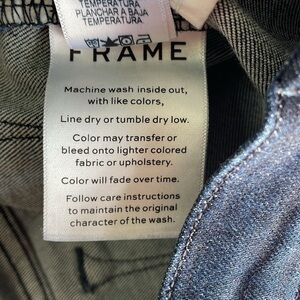 TEMPERATURA
PLANCHAR A BAJA
TEMPERATURA.
FRAME
Machine wash inside out,
with like colors,
Line dry or tumble dry low.
Color may transfer or
bleed onto lighter colored
fabric or upholstery.
Color will fade over time.
Follow care instructions
to maintain the original
character of the wash.